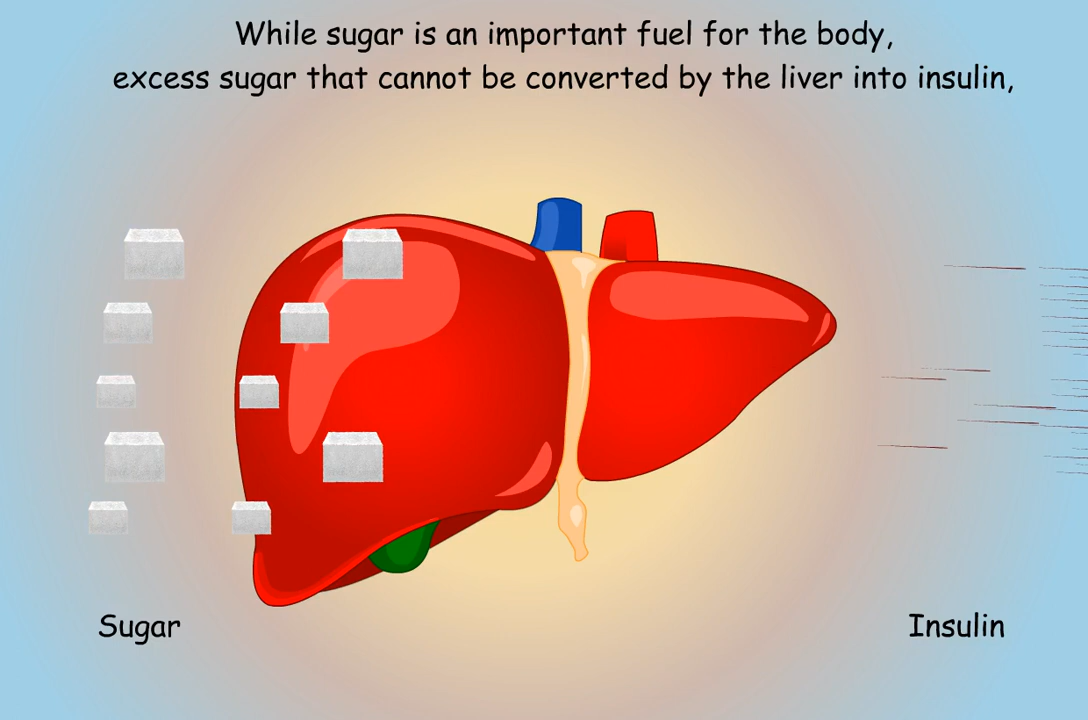 While sugar is an important fuel for the body,
excess sugar that cannot be converted by the liver into insulin,
Sugar
Insulin